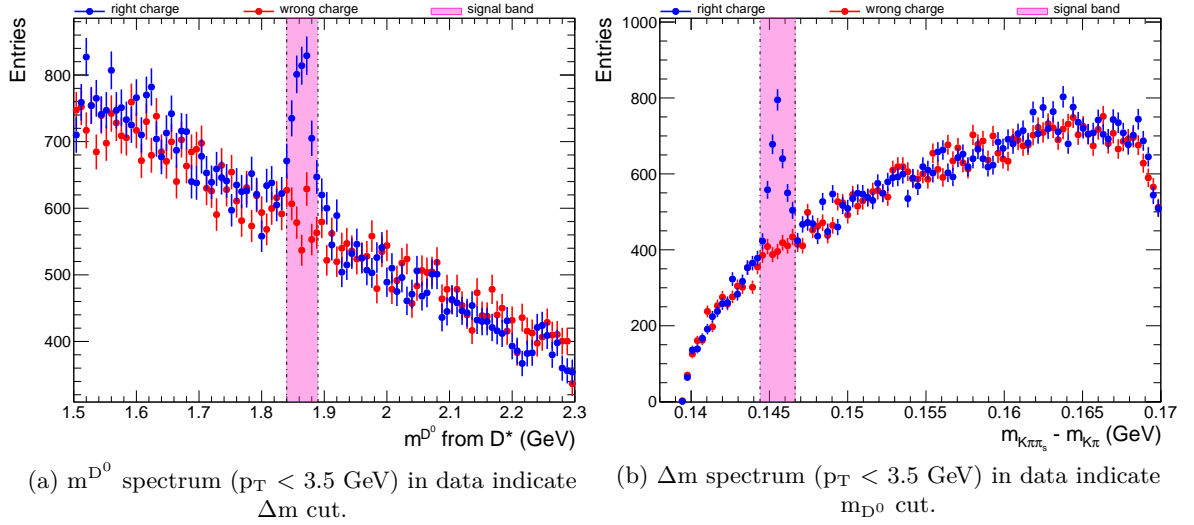 right charge wrong charge signal band
Entries
800
700
600
500
400
1.5 1.6 1.7 1.8 1.9 2 2.1 2.2 2.3
m^D⁰ from D* (GeV)
(a) m^D⁰ spectrum (p_T < 3.5 GeV) in data indicate
Δm cut.
right charge wrong charge signal band
Entries
1000
800
600
400
200
0
0.14 0.145 0.15 0.155 0.16 0.165 0.17
m_Kππ_s - m_Kπ (GeV)
(b) Δm spectrum (p_T < 3.5 GeV) in data indicate
m_D⁰ cut.